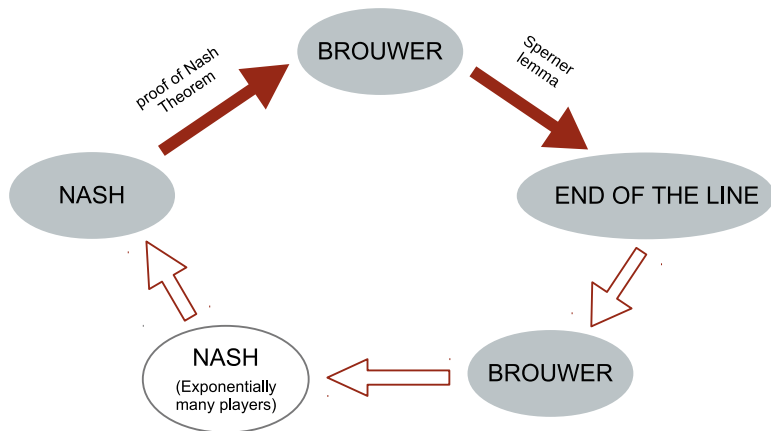 BROUWER
proof of Nash
Theorem
Sperner
lemma
NASH
END OF THE LINE
NASH
(Exponentially
many players)
BROUWER